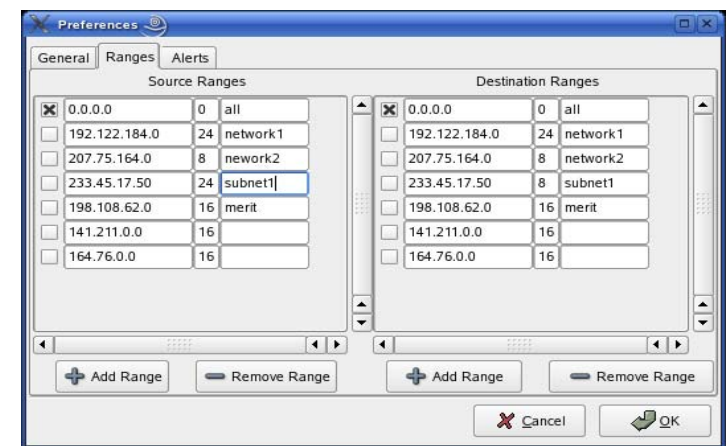 Preferences
General Ranges Alerts
Source Ranges
0.0.0.0 0 all
192.122.184.0 24 network1
207.75.164.0 8 nework2
233.45.17.50 24 subnet1
198.108.62.0 16 merit
141.211.0.0 16
164.76.0.0 16
Add Range Remove Range
Destination Ranges
0.0.0.0 0 all
192.122.184.0 24 network1
207.75.164.0 8 network2
233.45.17.50 8 subnet1
198.108.62.0 16 merit
141.211.0.0 16
164.76.0.0 16
Add Range Remove Range
Cancel OK